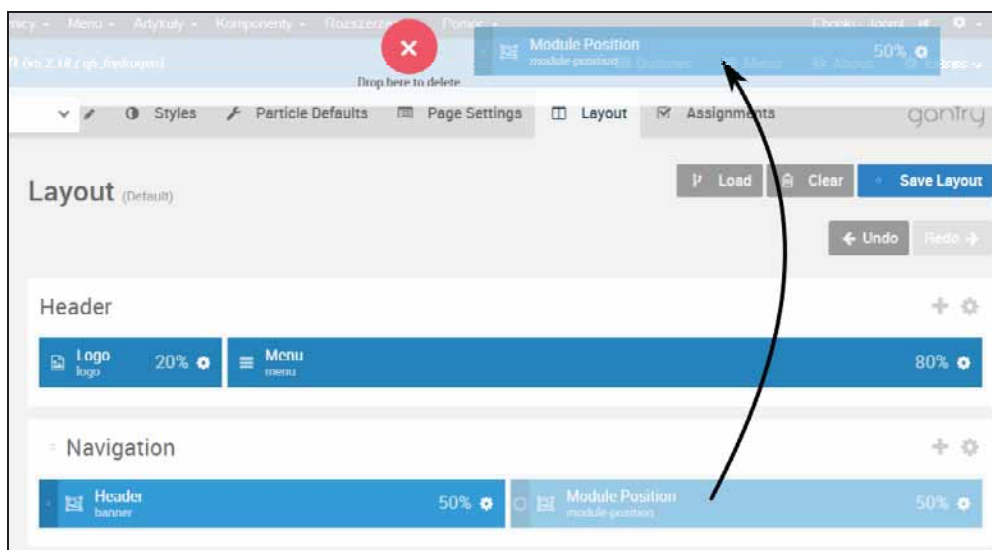 Menu Artykuły Komponenty Pomoc
Module Position 50%
module-position
Drop here to delete
Styles Particle Defaults Page Settings Layout Assignments gantry
Layout (Default)
Load Clear Save Layout
Undo Redo
Header
Logo 20% Menu 80%
logo menu
Navigation
Header 50% Module Position 50%
banner module-position